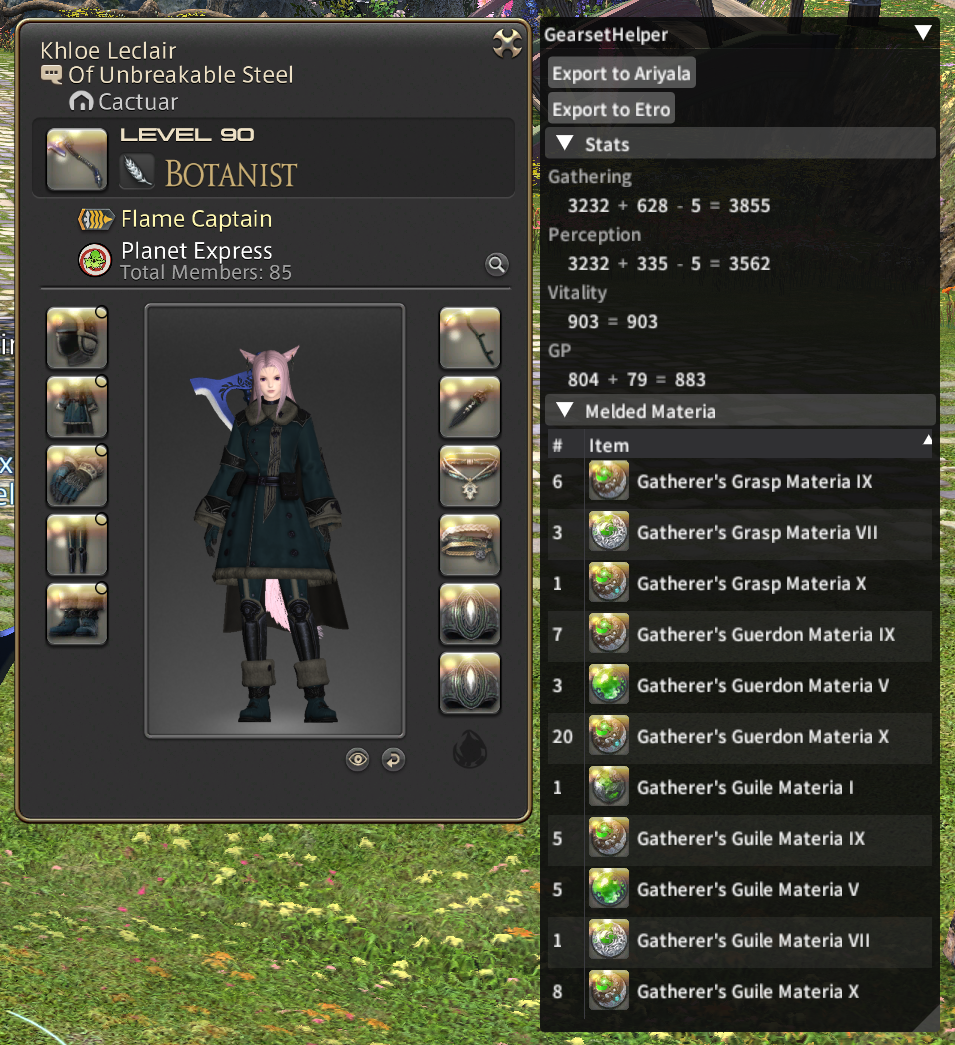 Khloe Leclair
Of Unbreakable Steel
Cactuar
LEVEL 90
BOTANIST
Flame Captain
Planet Express
Total Members: 85
GearsetHelper
Export to Ariyala
Export to Etro
Stats
Gathering
3232 + 628 - 5 = 3855
Perception
3232 + 335 - 5 = 3562
Vitality
903 = 903
GP
804 + 79 = 883
Melded Materia
# Item
6 Gatherer's Grasp Materia IX
3 Gatherer's Grasp Materia VII
1 Gatherer's Grasp Materia X
7 Gatherer's Guerdon Materia IX
3 Gatherer's Guerdon Materia V
20 Gatherer's Guerdon Materia X
1 Gatherer's Guile Materia I
5 Gatherer's Guile Materia IX
5 Gatherer's Guile Materia V
1 Gatherer's Guile Materia VII
8 Gatherer's Guile Materia X